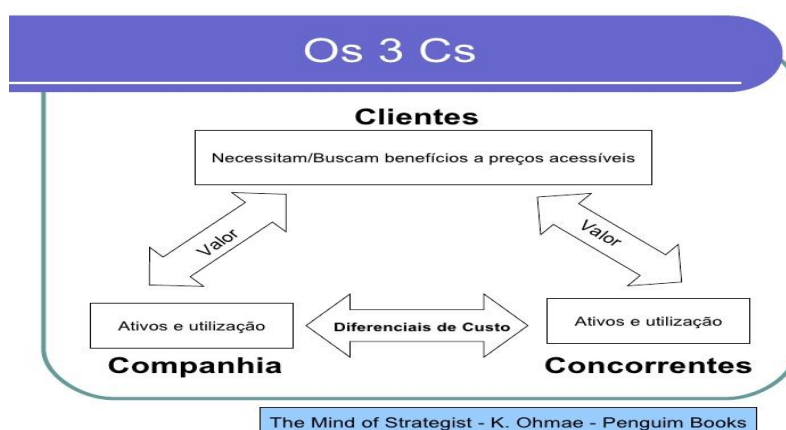 Os 3 Cs
Clientes
Necessitam/Buscam benefícios a preços acessíveis
Valor
Valor
Ativos e utilização
Diferenciais de Custo
Ativos e utilização
Companhia
Concorrentes
The Mind of Strategist - K. Ohmae - Penguim Books